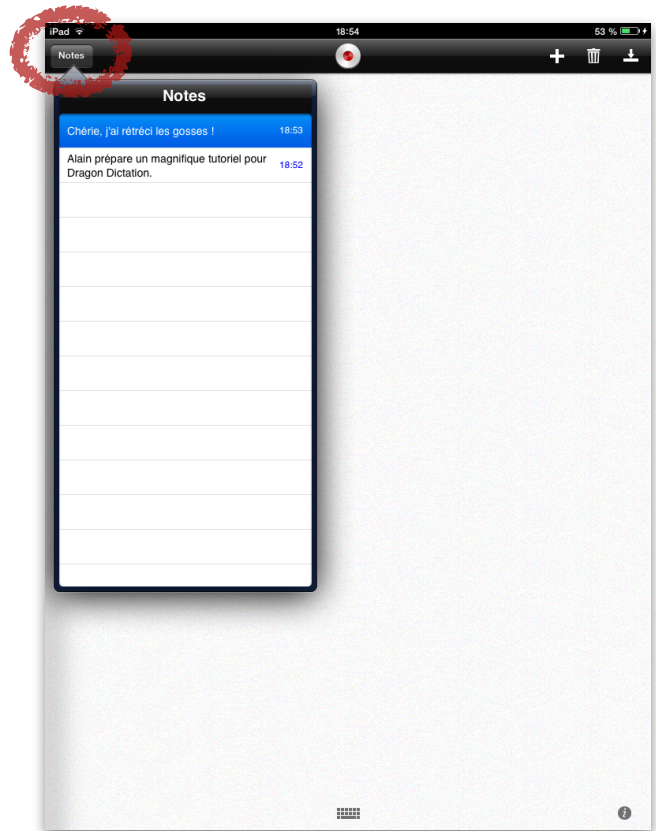 iPad 18:54 53 %
Notes
Notes
Chérie, j'ai rétréci les gosses ! 18:53
Alain prépare un magnifique tutoriel pour
Dragon Dictation. 18:52